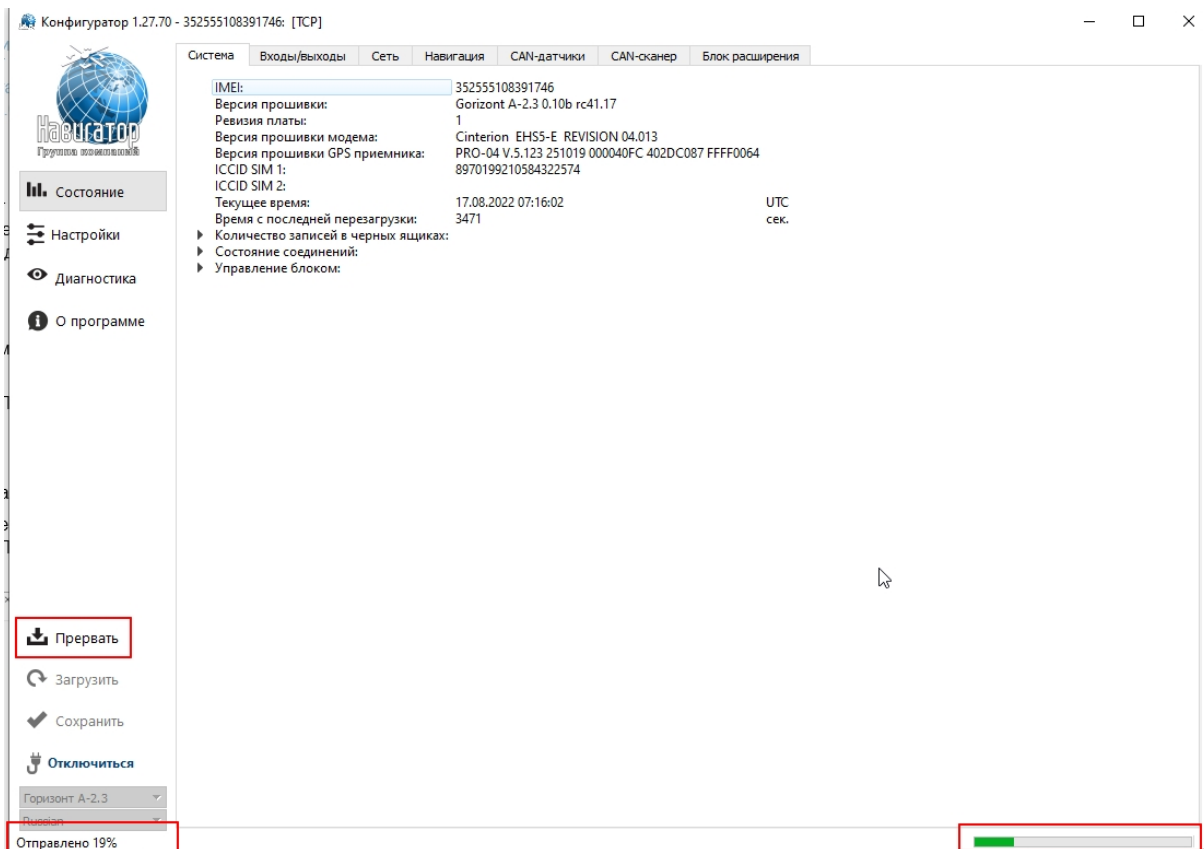 Конфигуратор 1.27.70 - 352555108391746: [TCP]
Система Входы/выходы Сеть Навигация CAN-датчики CAN-сканер Блок расширения
Навигатор
Группа компаний
IMEI: 352555108391746
Версия прошивки: Gorizont A-2.3 0.10b rc41.17
Ревизия платы: 1
Версия прошивки модема: Cinterion EHS5-E REVISION 04.013
Версия прошивки GPS приемника: PRO-04 V.5.123 251019 000040FC 402DC087 FFFF0064
ICCID SIM 1: 8970199210584322574
ICCID SIM 2:
Текущее время: 17.08.2022 07:16:02 UTC
Время с последней перезагрузки: 3471 сек.
Количество записей в черных ящиках:
Состояние соединений:
Управление блоком:
Состояние
Настройки
Диагностика
О программе
Прервать
Загрузить
Сохранить
Отключиться
Горизонт А-2.3
Russian
Отправлено 19%